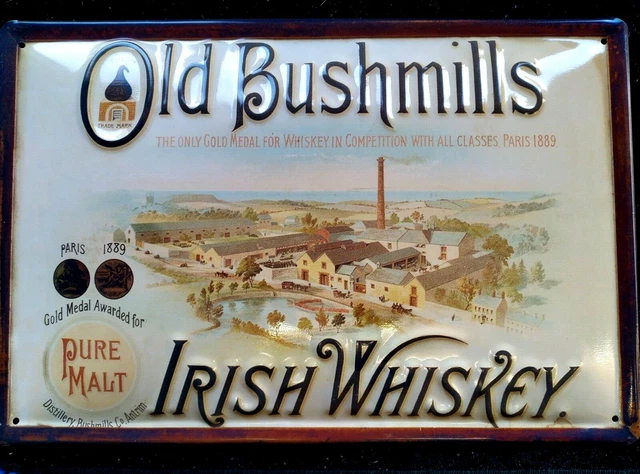 Old Bushmills
TRADE MARK
THE ONLY GOLD MEDAL FOR WHISKEY IN COMPETITION WITH ALL CLASSES. PARIS 1889.
PARIS 1889
Gold Medal Awarded for
PURE
MALT
Distillery, Bushmills, Co. Antrim.
IRISH WHISKEY.